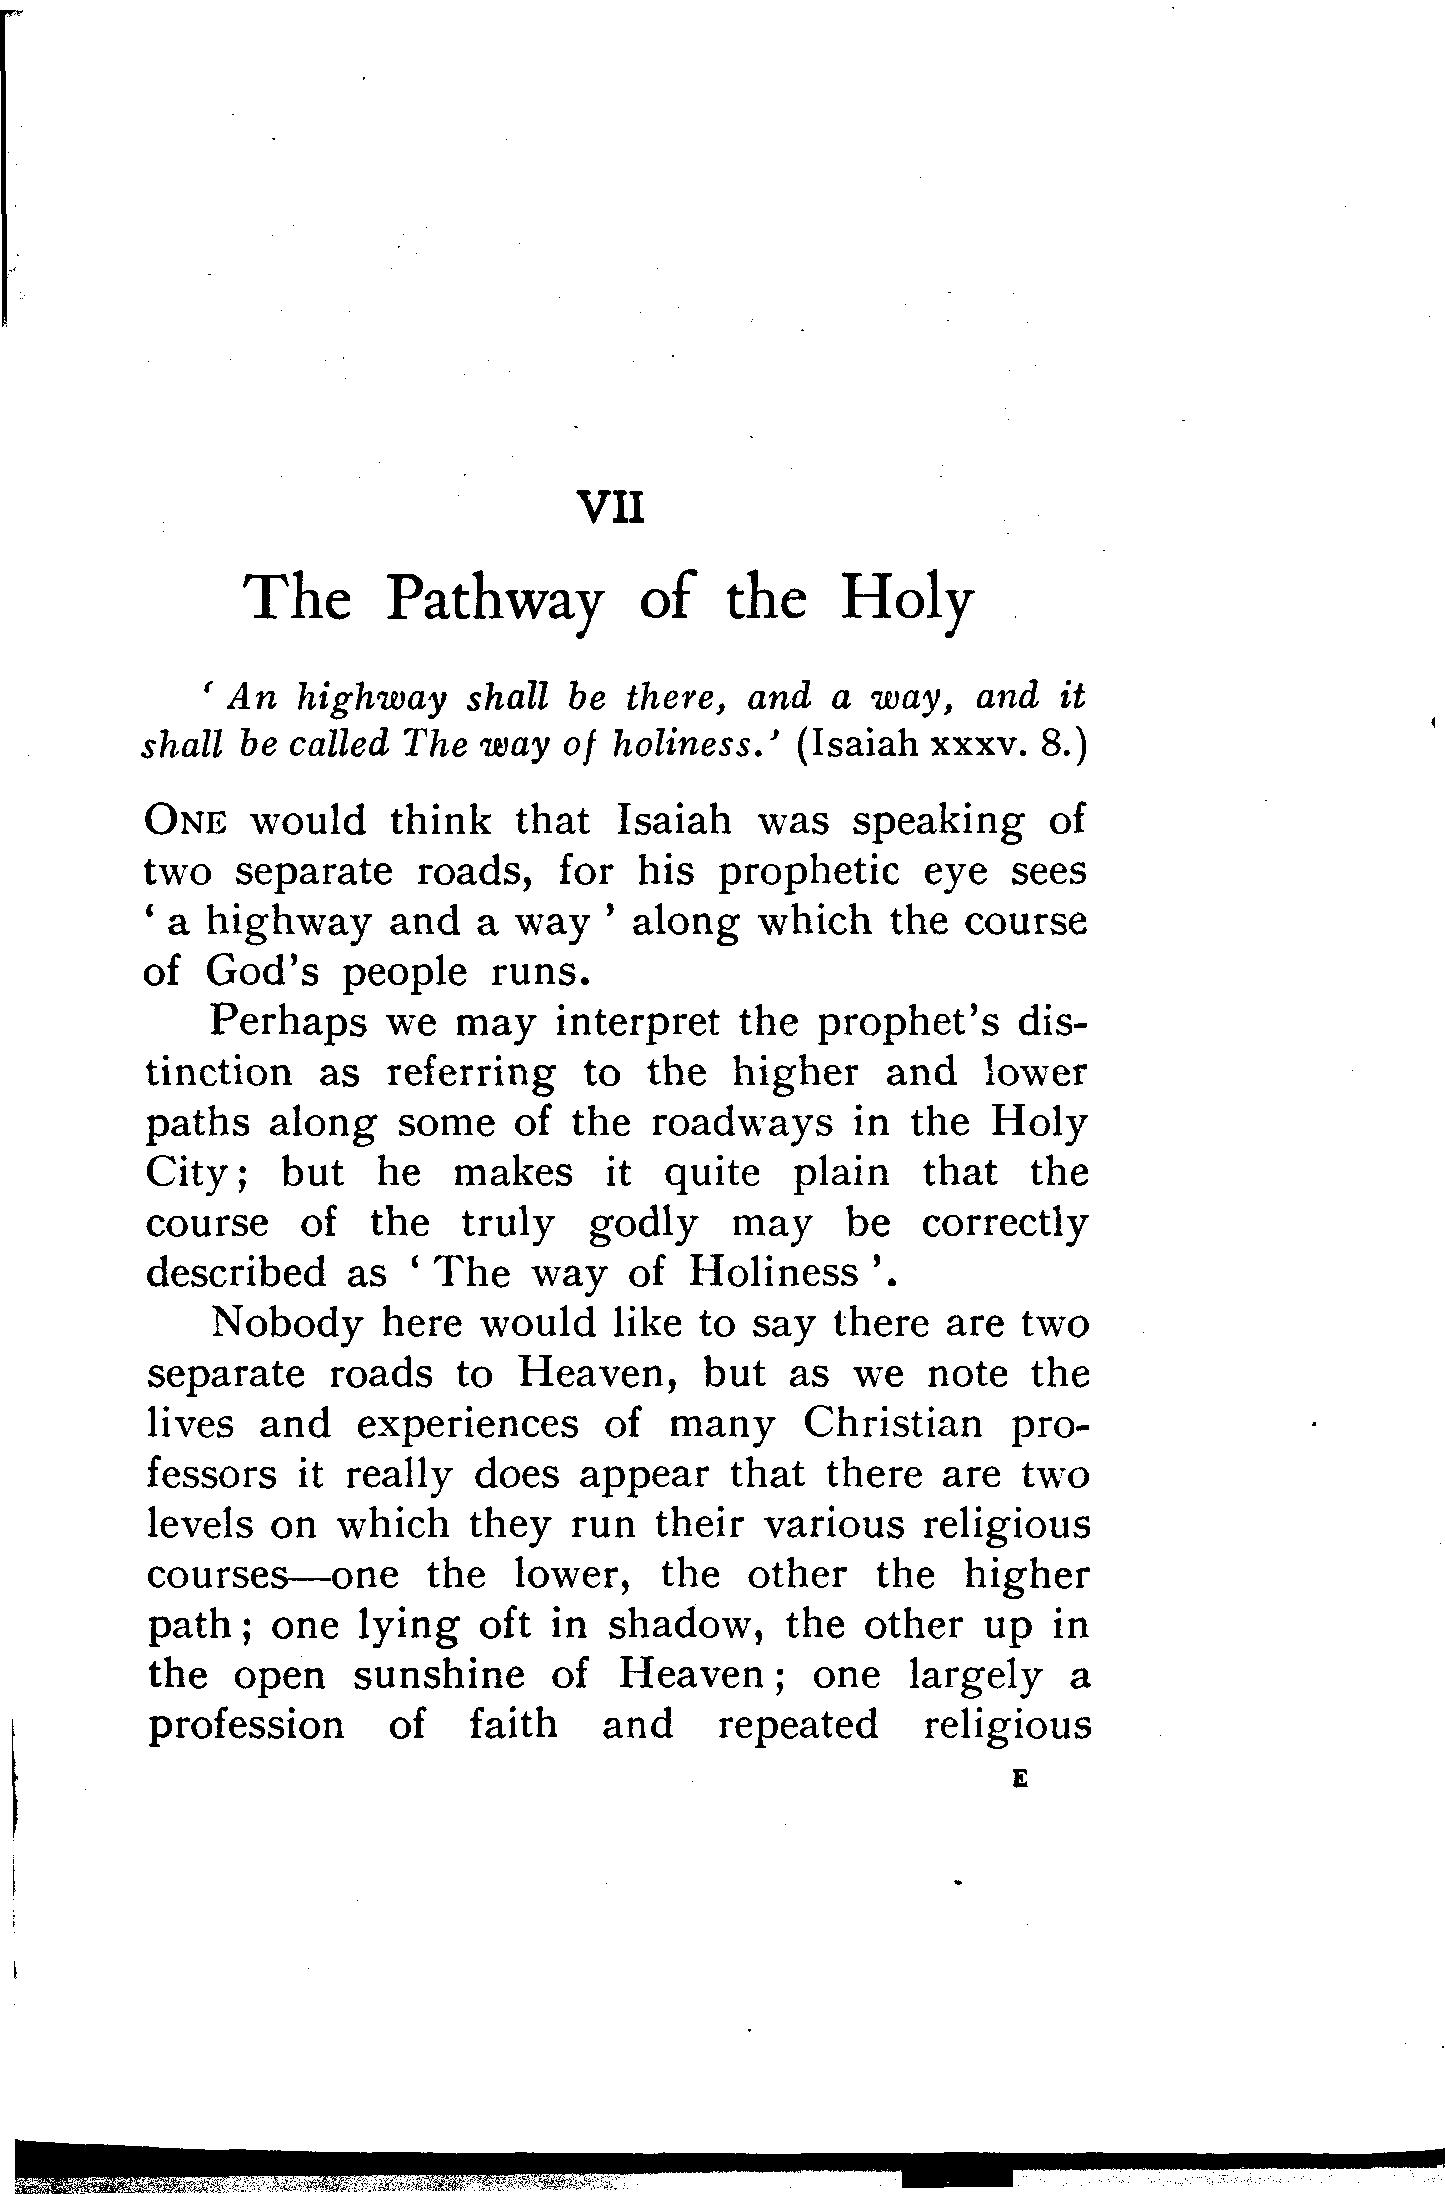 VII
The Pathway of the Holy
‘ An highway shall be there, and a way, and it
shall be called The way of holiness.’ (Isaiah xxxv. 8.)
ONE would think that Isaiah was speaking of
two separate roads, for his prophetic eye sees
‘ a highway and a way ’ along which the course
of God’s people runs.
Perhaps we may interpret the prophet’s dis-
tinction as referring to the higher and lower
paths along some of the roadways in the Holy
City ; but he makes it quite plain that the
course of the truly godly may be correctly
described as ‘ The way of Holiness ’.
Nobody here would like to say there are two
separate roads to Heaven, but as we note the
lives and experiences of many Christian pro-
fessors it really does appear that there are two
levels on which they run their various religious
courses—one the lower, the other the higher
path ; one lying oft in shadow, the other up in
the open sunshine of Heaven ; one largely a
profession of faith and repeated religious
E